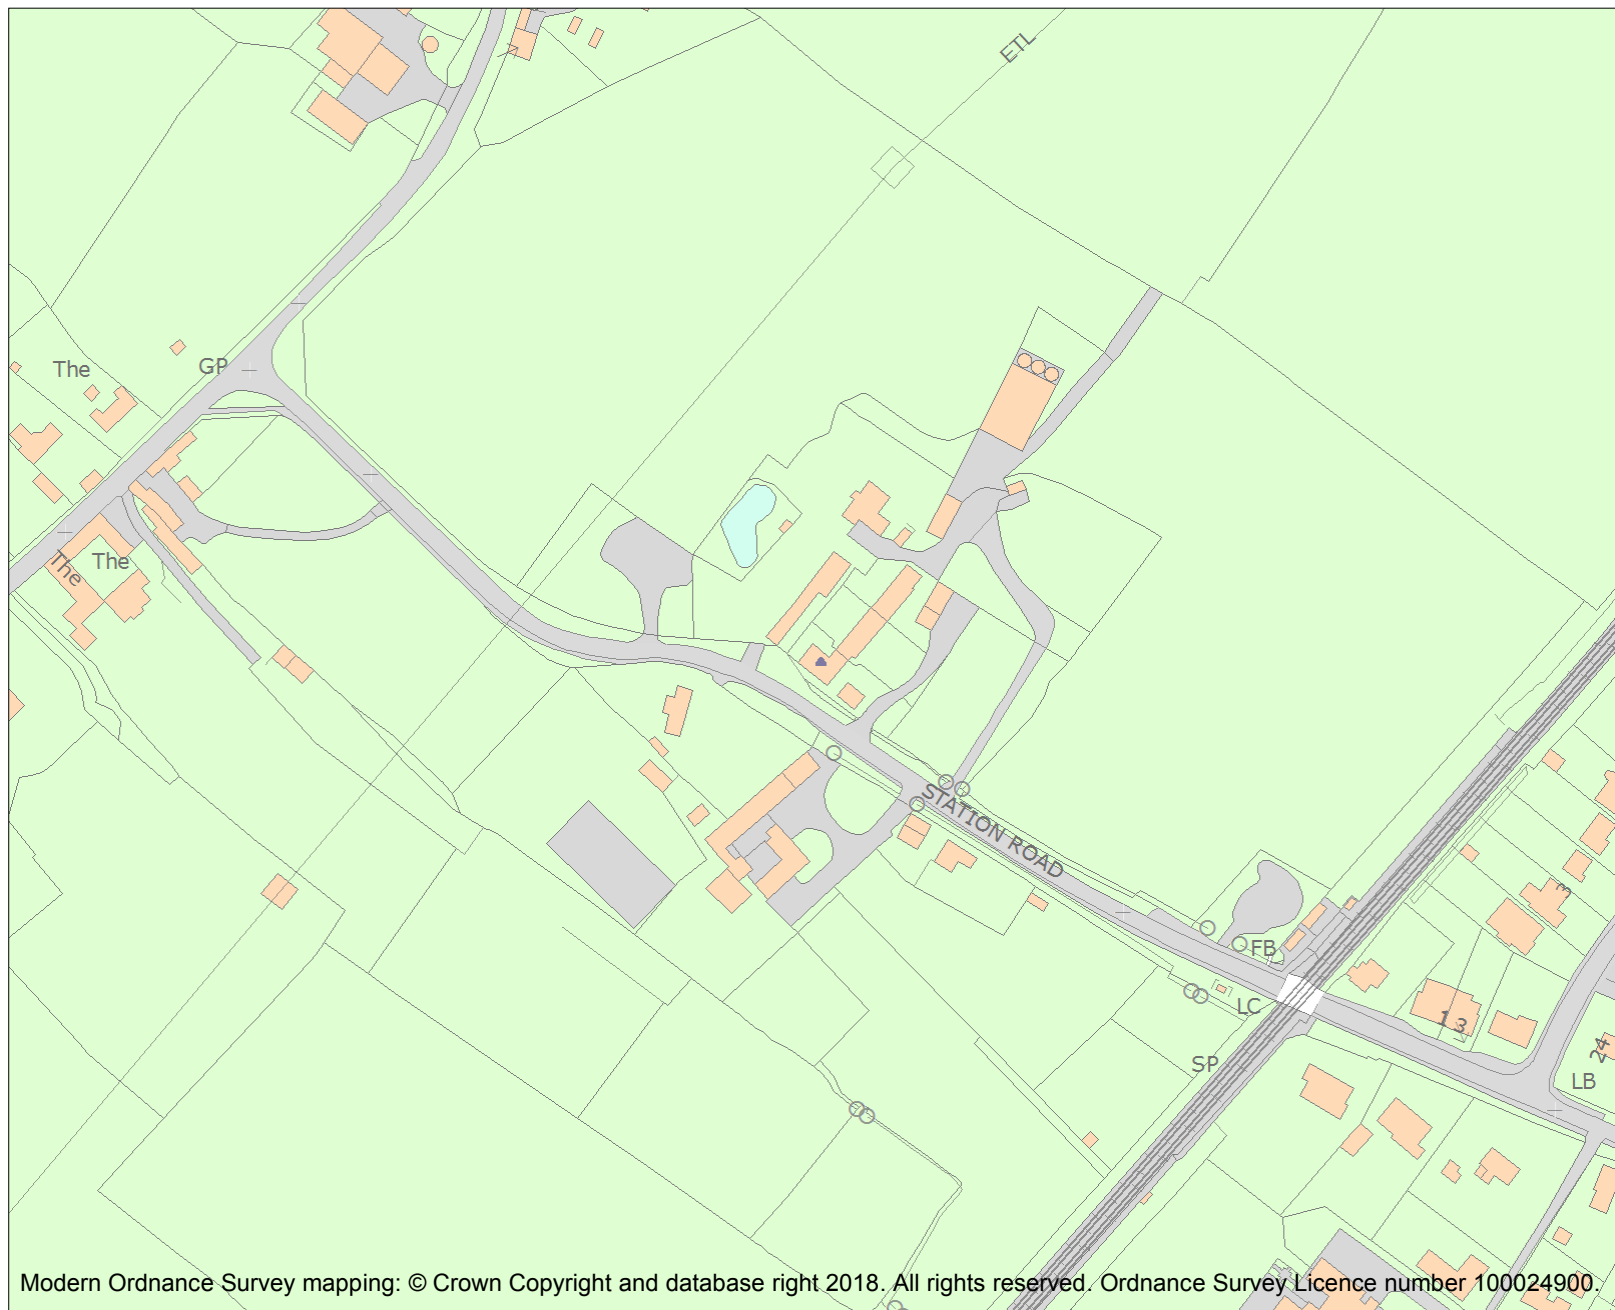 ETL
The
GP
The
The
STATION ROAD
3
FB
LC
1 3
SP
24
LB
Modern Ordnance Survey mapping: © Crown Copyright and database right 2018. All rights reserved. Ordnance Survey Licence number 100024900.